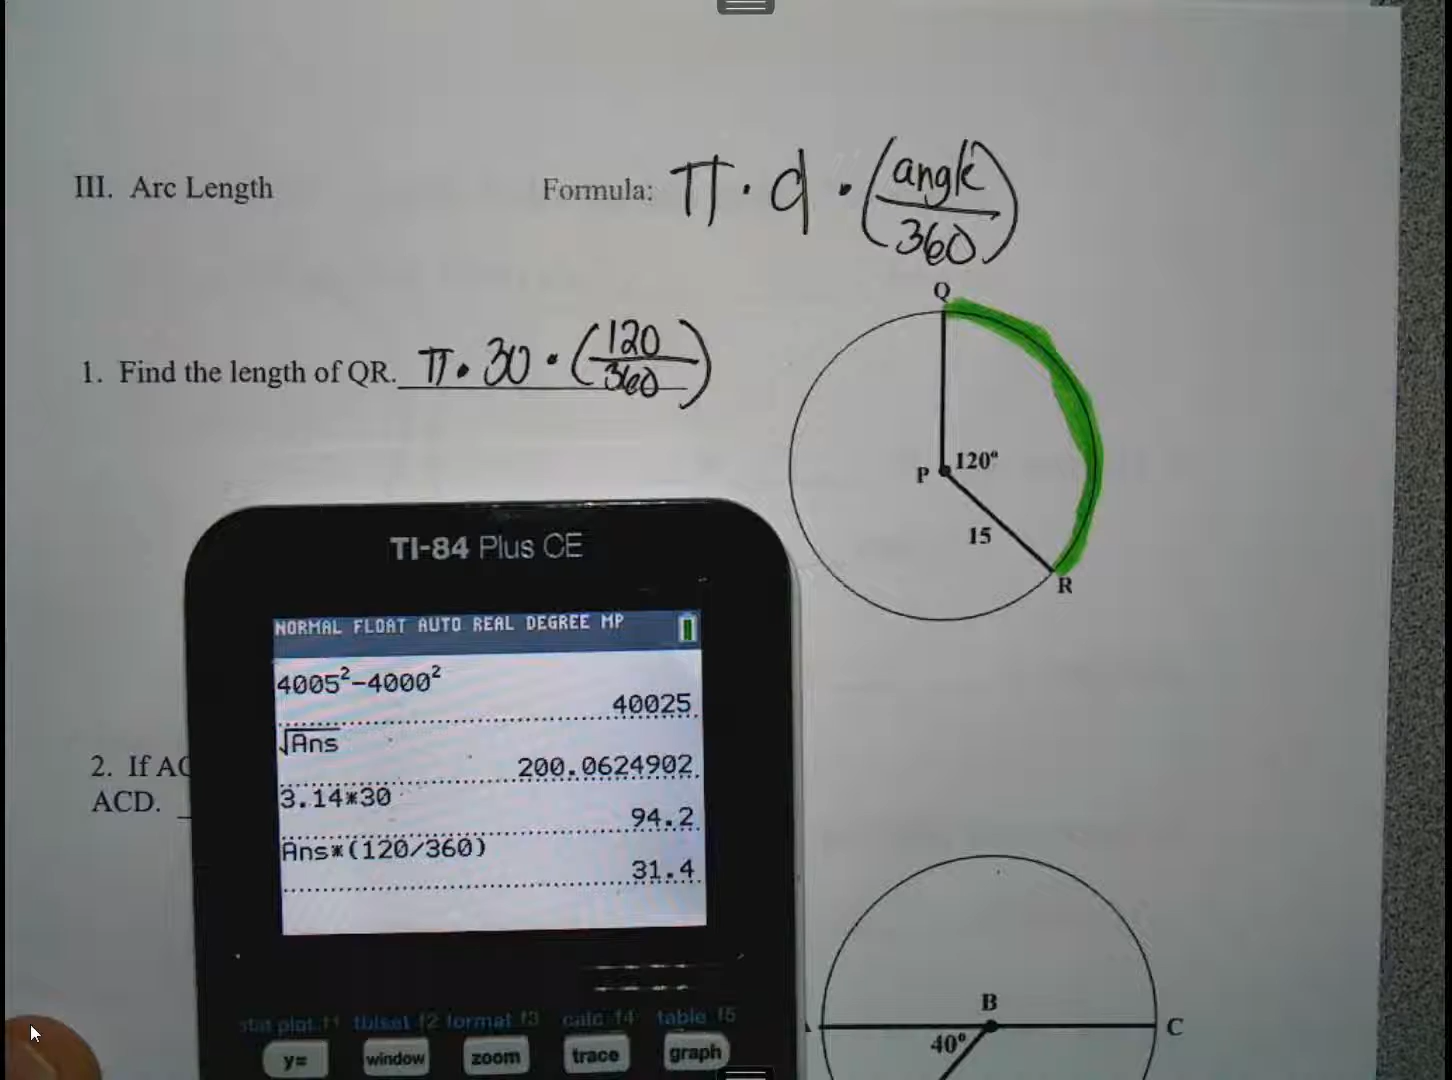 III. Arc Length
Formula: π · d · (angle/360)
1. Find the length of QR. π · 30 · (120/360)
Q
P
120°
15
R
TI-84 Plus CE
NORMAL FLOAT AUTO REAL DEGREE MP
4005²-4000²
40025
√Ans
200.0624902
3.14*30
94.2
Ans*(120/360)
31.4
2. If AC
ACD.
B
C
40°
stat plot f1 tblset f2 format f3 calc f4 table f5
y= window zoom trace graph